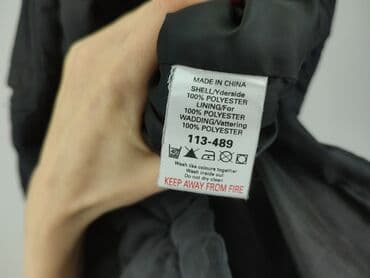 MADE IN CHINA
SHELL/Yderside
100% POLYESTER
LINING/For
100% POLYESTER
WADDING/Vattering
100% POLYESTER
113-489
Wash like colours together
Wash inside out
Do not dry clean
KEEP AWAY FROM FIRE